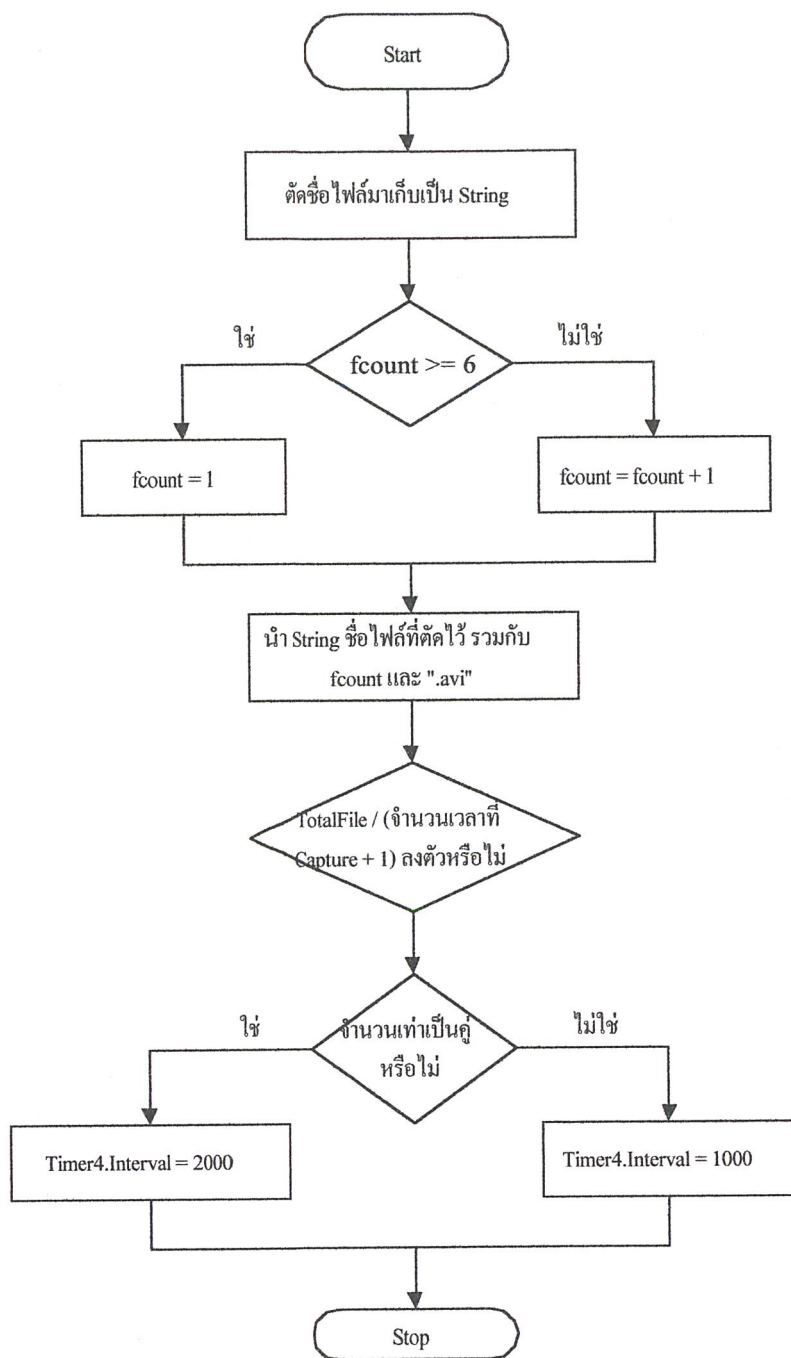 Start
ตัดชื่อไฟล์มาเก็บเป็น String
ใช่
fcount >= 6
ไม่ใช่
fcount = 1
fcount = fcount + 1
นำ String ชื่อไฟล์ที่ตัดไว้ รวมกับ
fcount และ ".avi"
TotalFile / (จำนวนเวลาที่
Capture + 1) ลงตัวหรือไม่
ใช่
จำนวนเท่าเป็นคู่
หรือไม่
ไม่ใช่
Timer4.Interval = 2000
Timer4.Interval = 1000
Stop